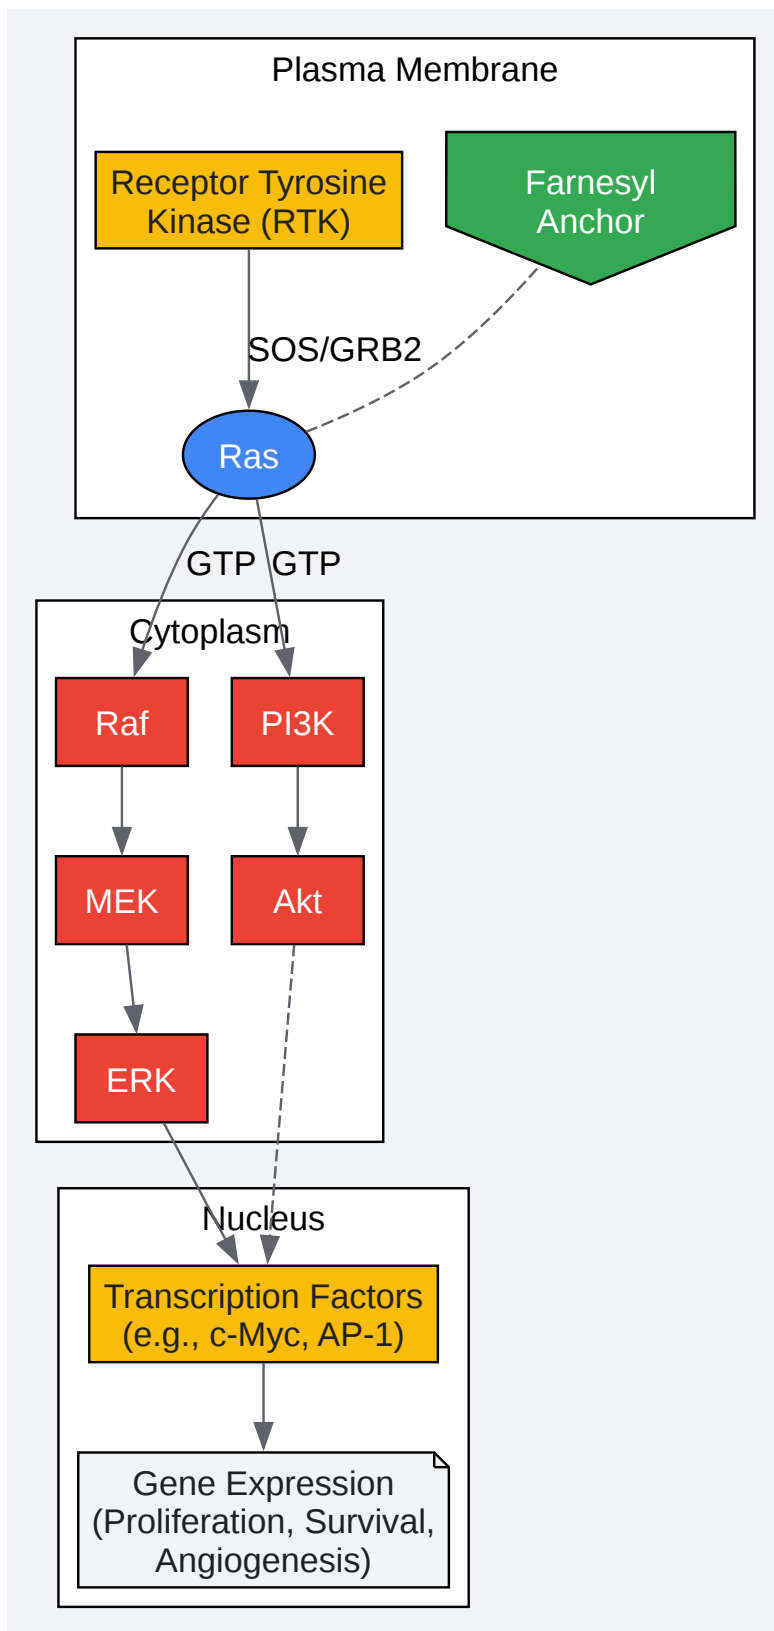 Plasma Membrane
Receptor Tyrosine
Kinase (RTK)
Farnesyl
Anchor
SOS/GRB2
Ras
GTP
GTP
Cytoplasm
Raf
PI3K
MEK
Akt
ERK
Nucleus
Transcription Factors
(e.g., c-Myc, AP-1)
Gene Expression
(Proliferation, Survival,
Angiogenesis)